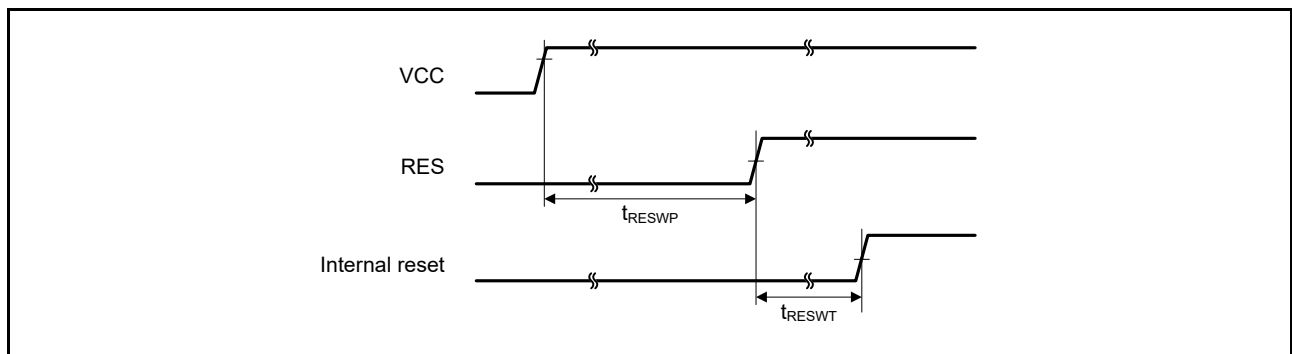 VCC
RES
tRESWP
Internal reset
tRESWT